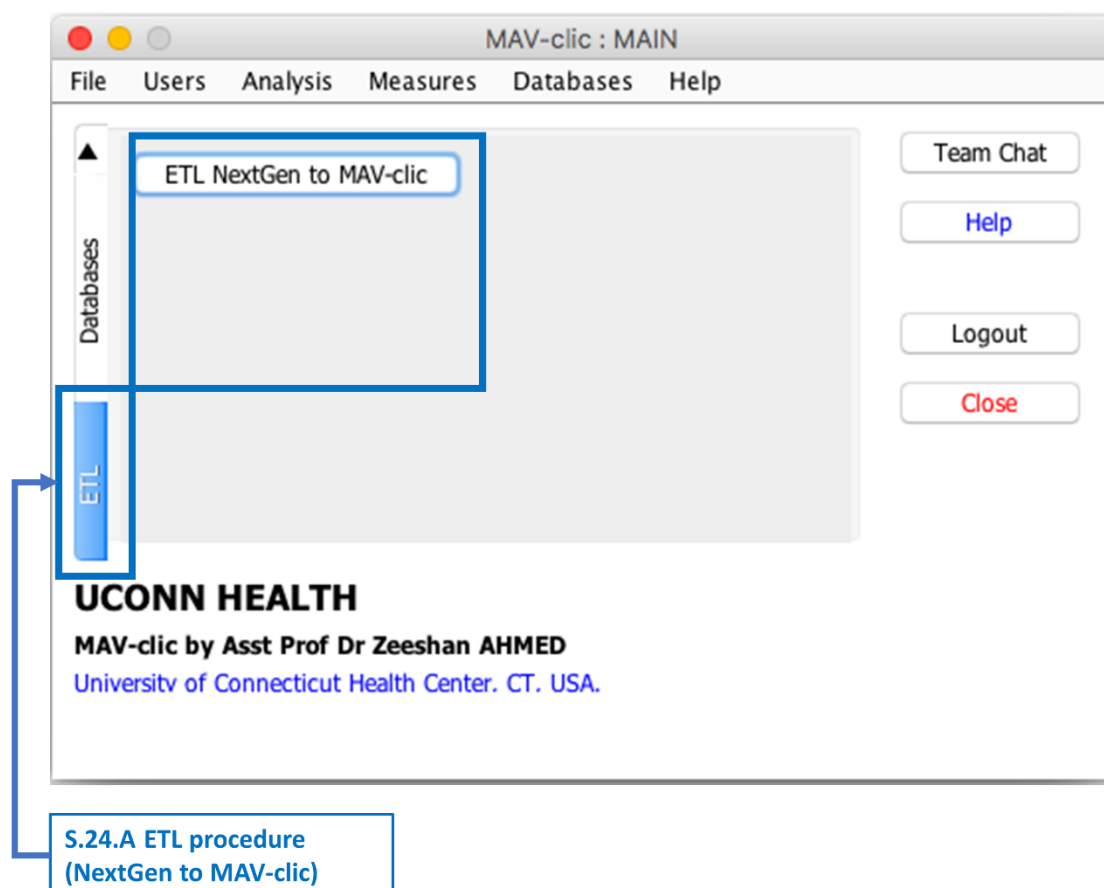 MAV-clic : MAIN
File Users Analysis Measures Databases Help
ETL NextGen to MAV-clic
Databases
ETL
Team Chat
Help
Logout
Close
UCONN HEALTH
MAV-clic by Asst Prof Dr Zeeshan AHMED
University of Connecticut Health Center. CT. USA.
S.24.A ETL procedure
(NextGen to MAV-clic)